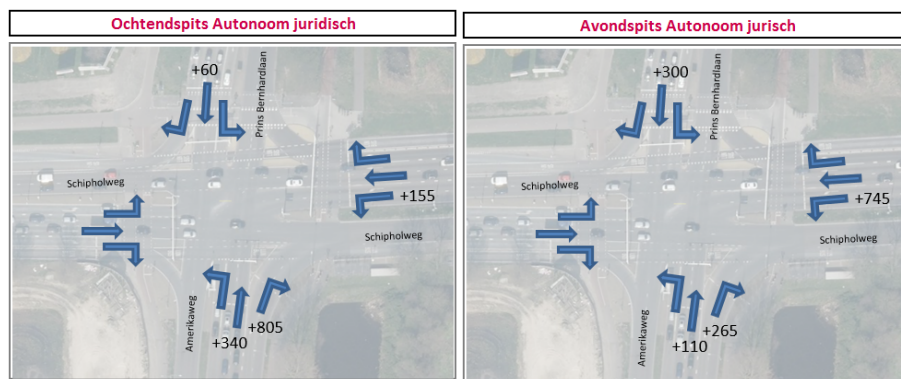 Ochtendspits Autonoom juridisch
+60
Prins Bernhardlaan
Schipholweg
+155
Schipholweg
Amerikaweg
+805
+340
Avondspits Autonoom jurisch
+300
Prins Bernhardlaan
Schipholweg
+745
Schipholweg
Amerikaweg
+265
+110